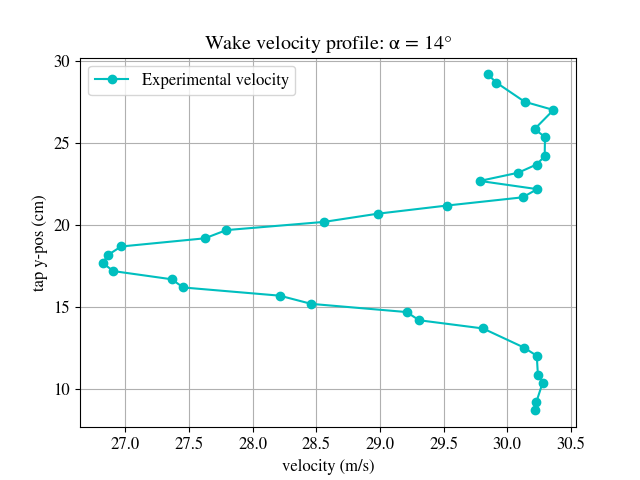 Wake velocity profile: α = 14°
Experimental velocity
30
25
20
15
10
tap y-pos (cm)
27.0 27.5 28.0 28.5 29.0 29.5 30.0 30.5
velocity (m/s)